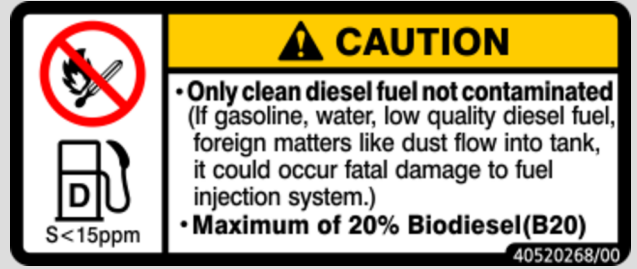 CAUTION
• Only clean diesel fuel not contaminated
(If gasoline, water, low quality diesel fuel,
foreign matters like dust flow into tank,
it could occur fatal damage to fuel
injection system.)
• Maximum of 20% Biodiesel(B20)
D
S<15ppm
40520268/00